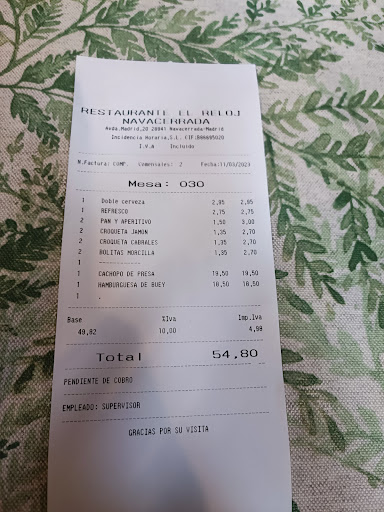 RESTAURANTE EL RELOJ
NAVACERRADA
Avda.Madrid,20 28041 Navacerrada-Madrid
Incidencia Horaria,S.L. CIF:B06695020
I.V.A Incluido
N.Factura: COMP. Comensales: 2 Fecha:11/03/2023
Mesa: 030
1 Doble cerveza 2,95 2,95
1 REFRESCO 2,75 2,75
2 PAN Y APERITIVO 1,50 3,00
2 CROQUETA JAMON 1,35 2,70
2 CROQUETA CABRALES 1,35 2,70
2 BOLITAS MORCILLA 1,35 2,70
1 ----------
1 CACHOPO DE PRESA 19,50 19,50
1 HAMBURGUESA DE BUEY 18,50 18,50
1 .
Base %Iva Imp.Iva
49,82 10,00 4,98
Total 54,80
PENDIENTE DE COBRO
EMPLEADO: SUPERVISOR
GRACIAS POR SU VISITA